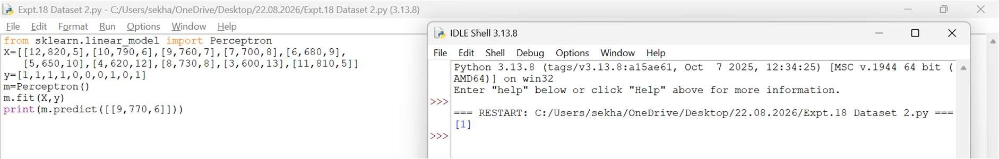 Expt.18 Dataset 2.py - C:/Users/sekha/OneDrive/Desktop/22.08.2026/Expt.18 Dataset 2.py (3.13.8)
File Edit Format Run Options Window Help
from sklearn.linear_model import Perceptron
X=[[12,820,5],[10,790,6],[9,760,7],[7,700,8],[6,680,9],
[5,650,10],[4,620,12],[8,730,8],[3,600,13],[11,810,5]]
y=[1,1,1,1,0,0,0,1,0,1]
m=Perceptron()
m.fit(X,y)
print(m.predict([[9,770,6]]))
IDLE Shell 3.13.8
File Edit Shell Debug Options Window Help
Python 3.13.8 (tags/v3.13.8:a15ae61, Oct  7 2025, 12:34:25) [MSC v.1944 64 bit (
AMD64)] on win32
Enter "help" below or click "Help" above for more information.
>>>
=== RESTART: C:/Users/sekha/OneDrive/Desktop/22.08.2026/Expt.18 Dataset 2.py ===
[1]
>>>